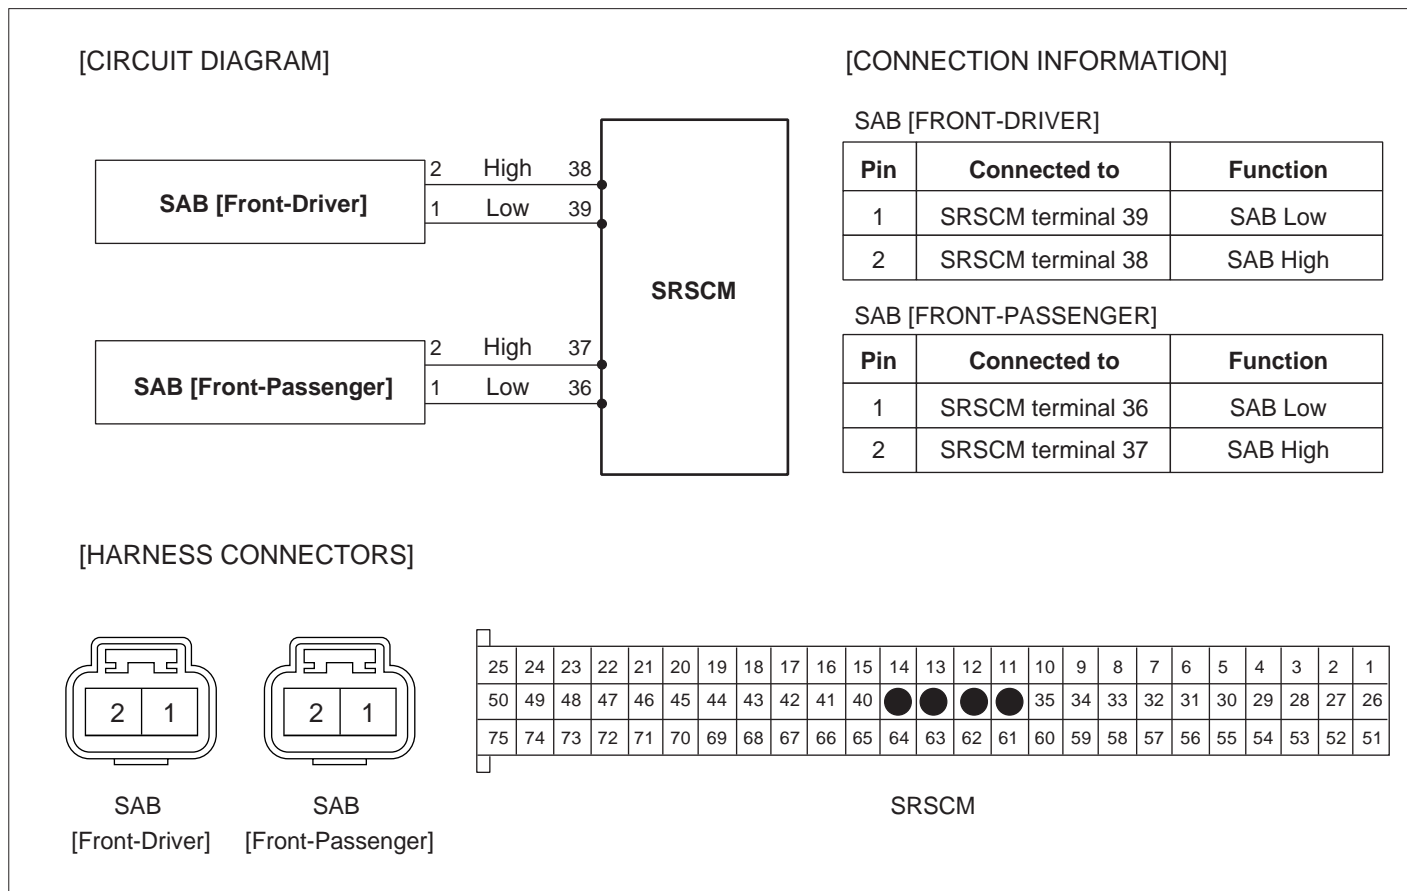 [CIRCUIT DIAGRAM]
SAB [Front-Driver]
2 High 38
1 Low 39
SAB [Front-Passenger]
2 High 37
1 Low 36
SRSCM
[CONNECTION INFORMATION]
SAB [FRONT-DRIVER]
Pin Connected to Function
1 SRSCM terminal 39 SAB Low
2 SRSCM terminal 38 SAB High
SAB [FRONT-PASSENGER]
Pin Connected to Function
1 SRSCM terminal 36 SAB Low
2 SRSCM terminal 37 SAB High
[HARNESS CONNECTORS]
2 1
SAB
[Front-Driver]
2 1
SAB
[Front-Passenger]
25 24 23 22 21 20 19 18 17 16 15 14 13 12 11 10 9 8 7 6 5 4 3 2 1
50 49 48 47 46 45 44 43 42 41 40 35 34 33 32 31 30 29 28 27 26
75 74 73 72 71 70 69 68 67 66 65 64 63 62 61 60 59 58 57 56 55 54 53 52 51
SRSCM